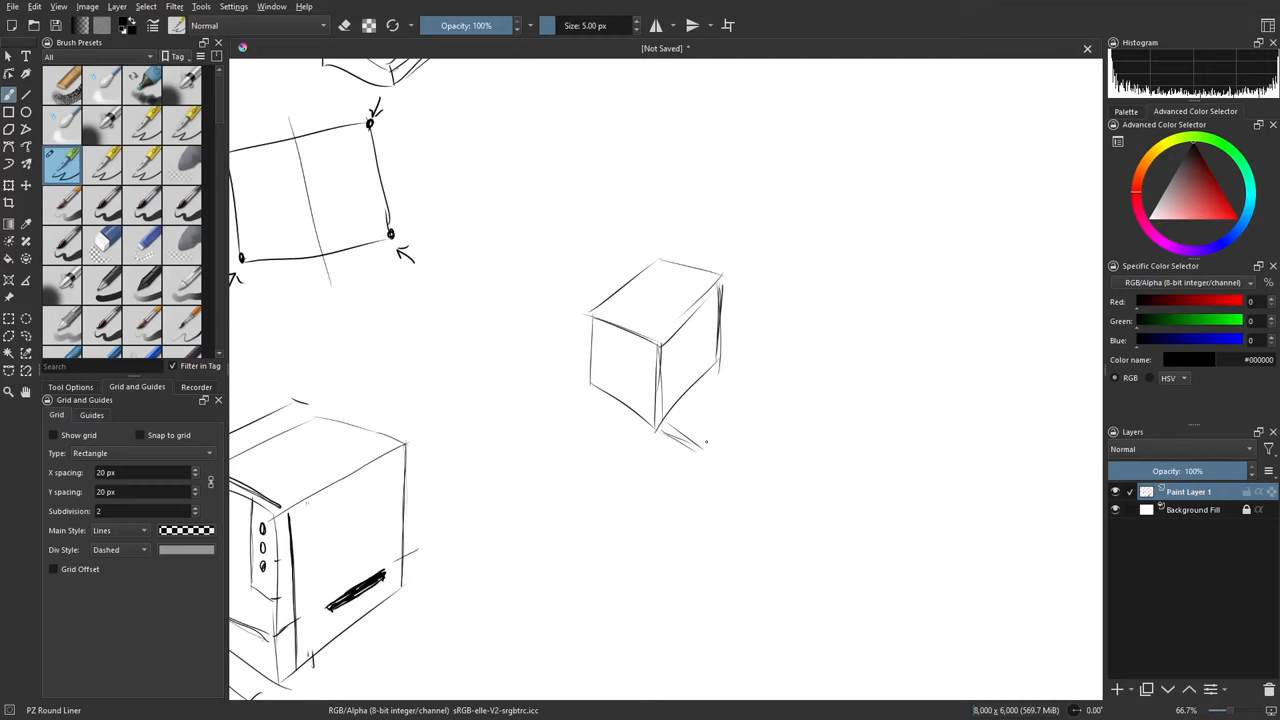 File Edit View Image Layer Select Filter Tools Settings Window Help
Normal
Opacity: 100%
Size: 5.00 px
Brush Presets
[Not Saved] *
Histogram
All
Tag
Palette
Advanced Color Selector
Advanced Color Selector
Specific Color Selector
RGB/Alpha (8-bit integer/channel)
%
Red:
0
Green:
0
Blue:
0
Color name:
#000000
RGB
HSV
Search
Filter in Tag
Tool Options
Grid and Guides
Recorder
Grid and Guides
Grid
Guides
Show grid
Snap to grid
Type:
Rectangle
X spacing:
20 px
Y spacing:
20 px
Subdivision:
2
Main Style:
Lines
Div Style:
Dashed
Grid Offset
Layers
Normal
Opacity: 100%
Paint Layer 1
Background Fill
PZ Round Liner
RGB/Alpha (8-bit integer/channel) sRGB-elle-V2-srgbtrc.icc
8,000 x 6,000 (569.7 MiB)
0.00°
66.7%